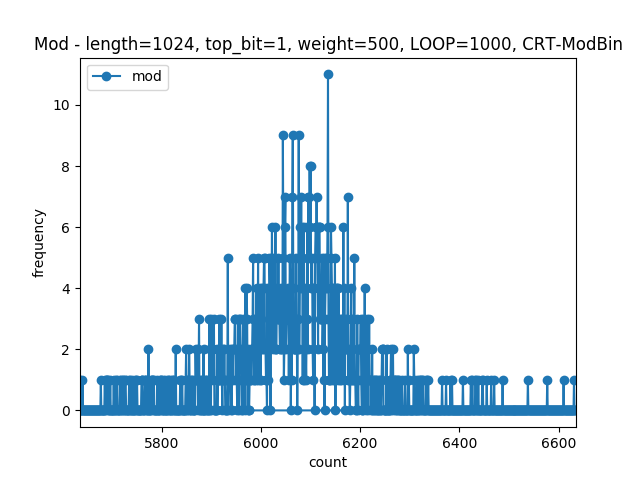 Mod - length=1024, top_bit=1, weight=500, LOOP=1000, CRT-ModBin
mod
frequency
10
8
6
4
2
0
5800 6000 6200 6400 6600
count